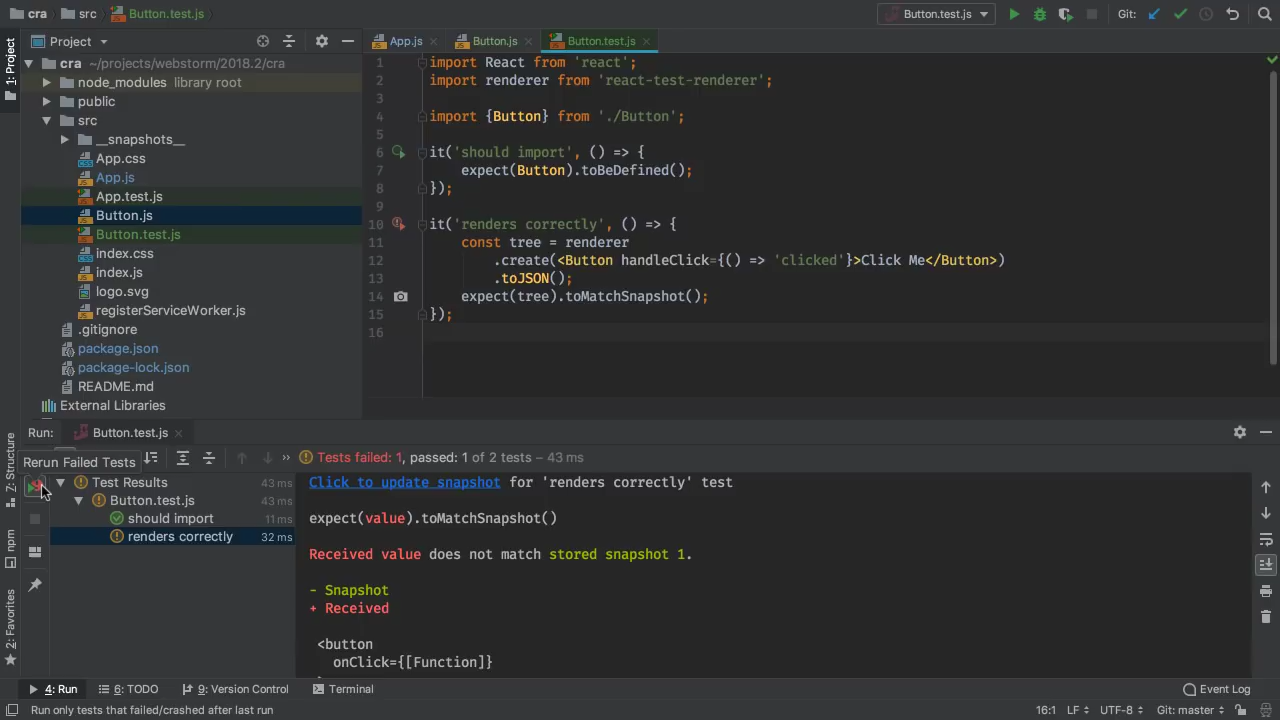 cra
src
Button.test.js
Button.test.js
Git:
1: Project
Project
App.js
Button.js
Button.test.js
cra ~/projects/webstorm/2018.2/cra
node_modules library root
public
src
__snapshots__
App.css
App.js
App.test.js
Button.js
Button.test.js
index.css
index.js
logo.svg
registerServiceWorker.js
.gitignore
package.json
package-lock.json
README.md
External Libraries
1 import React from 'react';
2 import renderer from 'react-test-renderer';
3
4 import {Button} from './Button';
5
6 it('should import', () => {
7 expect(Button).toBeDefined();
8 });
9
10 it('renders correctly', () => {
11 const tree = renderer
12 .create(<Button handleClick={() => 'clicked'}>Click Me</Button>)
13 .toJSON();
14 expect(tree).toMatchSnapshot();
15 });
16
Run: Button.test.js
Rerun Failed Tests
Tests failed: 1, passed: 1 of 2 tests – 43 ms
Test Results 43 ms
Button.test.js 43 ms
should import 11 ms
renders correctly 32 ms
Click to update snapshot for 'renders correctly' test
expect(value).toMatchSnapshot()
Received value does not match stored snapshot 1.
- Snapshot
+ Received
<button
onClick={[Function]}
Z: Structure
npm
2: Favorites
4: Run
6: TODO
9: Version Control
Terminal
Event Log
Run only tests that failed/crashed after last run
16:1
LF
UTF-8
Git: master